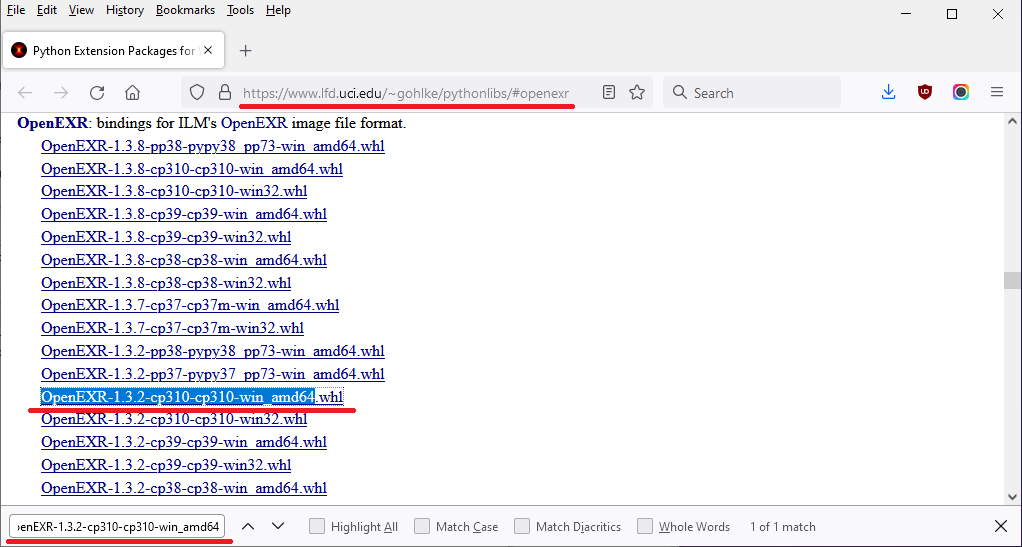 File Edit View History Bookmarks Tools Help
Python Extension Packages for
https://www.lfd.uci.edu/~gohlke/pythonlibs/#openexr
Search
OpenEXR: bindings for ILM's OpenEXR image file format.
OpenEXR-1.3.8-pp38-pypy38_pp73-win_amd64.whl
OpenEXR-1.3.8-cp310-cp310-win_amd64.whl
OpenEXR-1.3.8-cp310-cp310-win32.whl
OpenEXR-1.3.8-cp39-cp39-win_amd64.whl
OpenEXR-1.3.8-cp39-cp39-win32.whl
OpenEXR-1.3.8-cp38-cp38-win_amd64.whl
OpenEXR-1.3.8-cp38-cp38-win32.whl
OpenEXR-1.3.7-cp37-cp37m-win_amd64.whl
OpenEXR-1.3.7-cp37-cp37m-win32.whl
OpenEXR-1.3.2-pp38-pypy38_pp73-win_amd64.whl
OpenEXR-1.3.2-pp37-pypy37_pp73-win_amd64.whl
OpenEXR-1.3.2-cp310-cp310-win_amd64.whl
OpenEXR-1.3.2-cp310-cp310-win32.whl
OpenEXR-1.3.2-cp39-cp39-win_amd64.whl
OpenEXR-1.3.2-cp39-cp39-win32.whl
OpenEXR-1.3.2-cp38-cp38-win_amd64.whl
penEXR-1.3.2-cp310-cp310-win_amd64 Highlight All Match Case Match Diacritics Whole Words 1 of 1 match